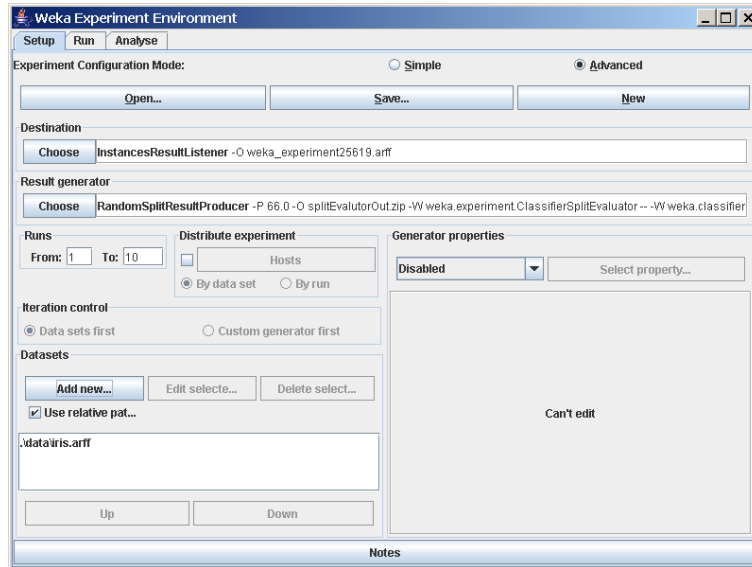 Weka Experiment Environment
Setup Run Analyse
Experiment Configuration Mode: Simple Advanced
Open... Save... New
Destination
Choose InstancesResultListener -O weka_experiment25619.arff
Result generator
Choose RandomSplitResultProducer -P 66.0 -O splitEvalutorOut.zip -W weka.experiment.ClassifierSplitEvaluator -- -W weka.classifier
Runs Distribute experiment Generator properties
From: 1 To: 10 Hosts Disabled Select property...
By data set By run
Iteration control
Data sets first Custom generator first
Datasets
Add new... Edit selecte... Delete select...
Use relative pat... Can't edit
.\data\iris.arff
Up Down
Notes